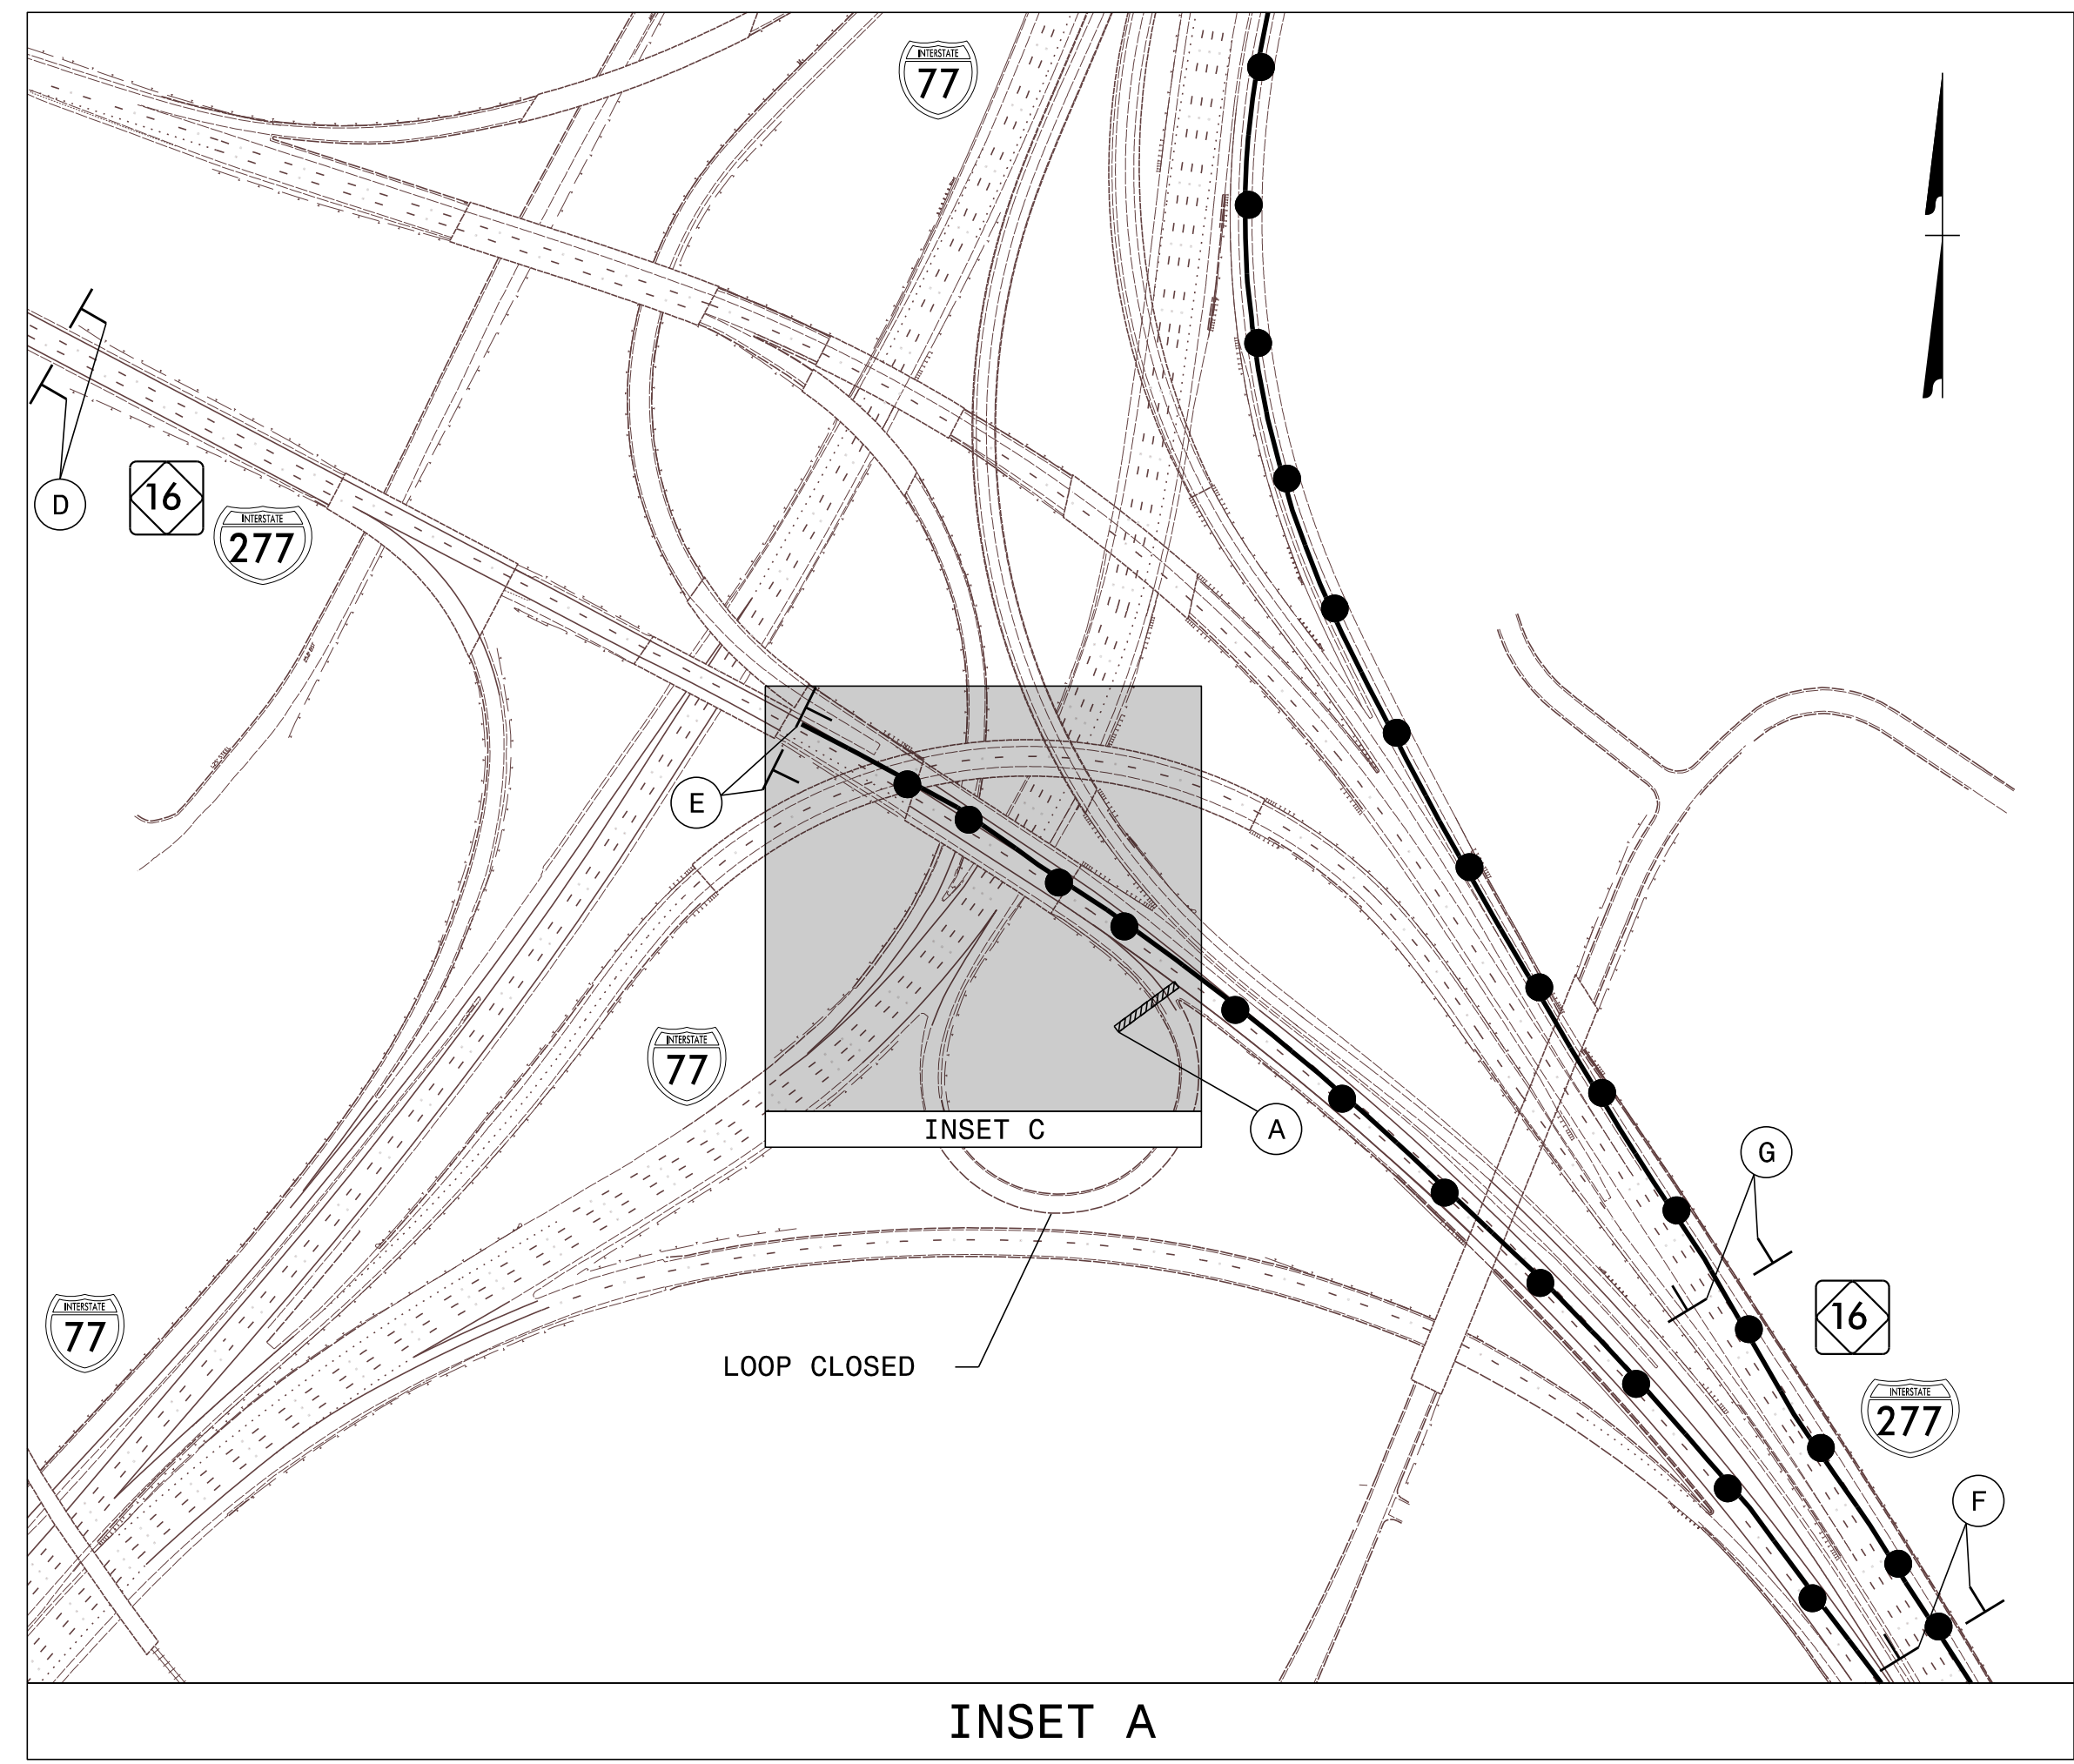 INTERSTATE
77
D
16
INTERSTATE
277
E
INTERSTATE
77
INSET C
A
G
INTERSTATE
77
16
LOOP CLOSED
INTERSTATE
277
F
INSET A